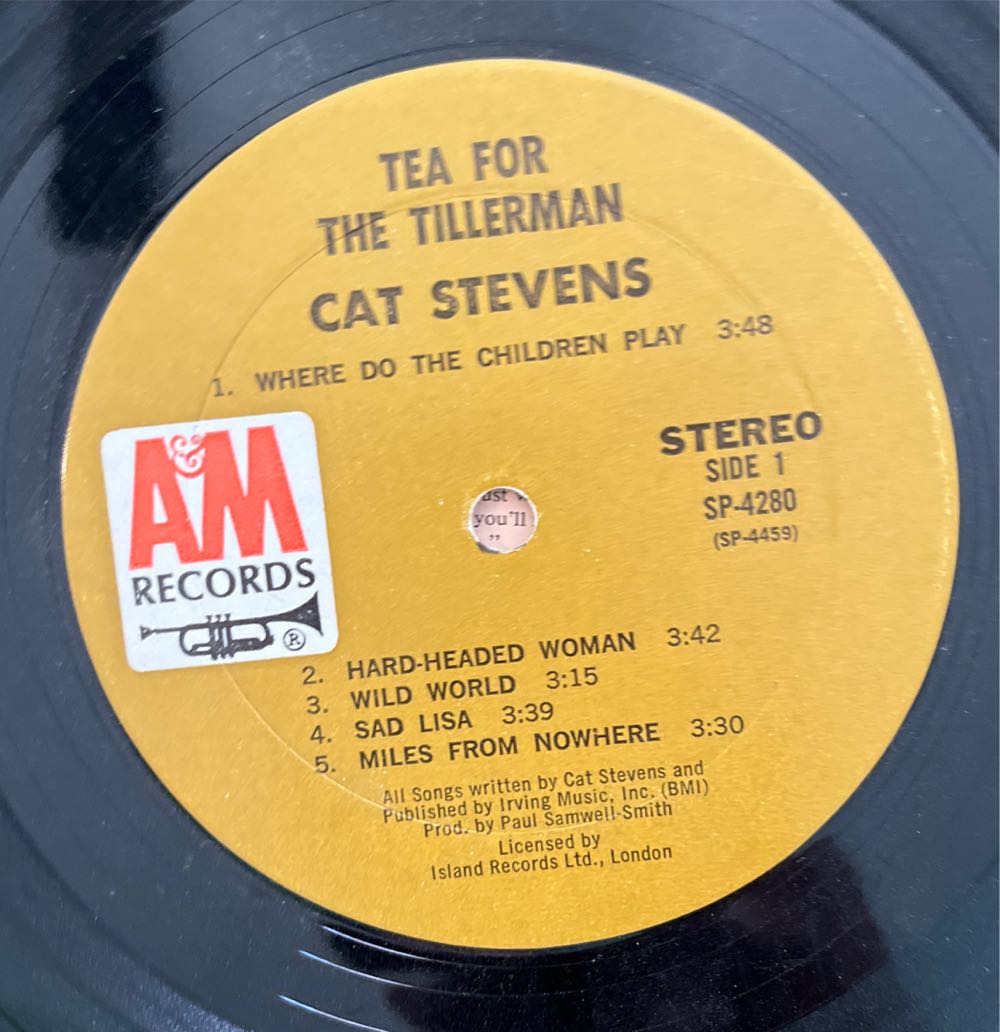 TEA FOR
THE TILLERMAN
CAT STEVENS
1. WHERE DO THE CHILDREN PLAY 3:48
A&M
RECORDS
®
STEREO
SIDE 1
SP-4280
(SP-4459)
ust
you'll
"
2. HARD-HEADED WOMAN 3:42
3. WILD WORLD 3:15
4. SAD LISA 3:39
5. MILES FROM NOWHERE 3:30
All Songs written by Cat Stevens and
Published by Irving Music, Inc. (BMI)
Prod. by Paul Samwell-Smith
Licensed by
Island Records Ltd., London